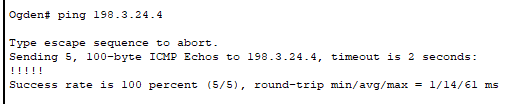 Ogden# ping 198.3.24.4
Type escape sequence to abort.
Sending 5, 100-byte ICMP Echos to 198.3.24.4, timeout is 2 seconds:
!!!!!
Success rate is 100 percent (5/5), round-trip min/avg/max = 1/14/61 ms